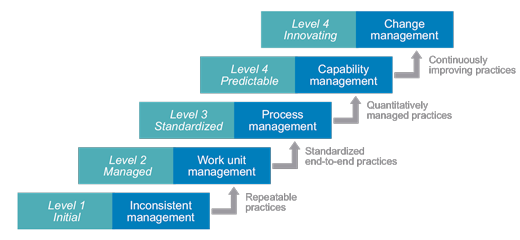 Level 4
Innovating
Change
management
Level 4
Predictable
Capability
management
Continuously
improving practices
Level 3
Standardized
Process
management
Quantitatively
managed practices
Level 2
Managed
Work unit
management
Standardized
end-to-end practices
Level 1
Initial
Inconsistent
management
Repeatable
practices